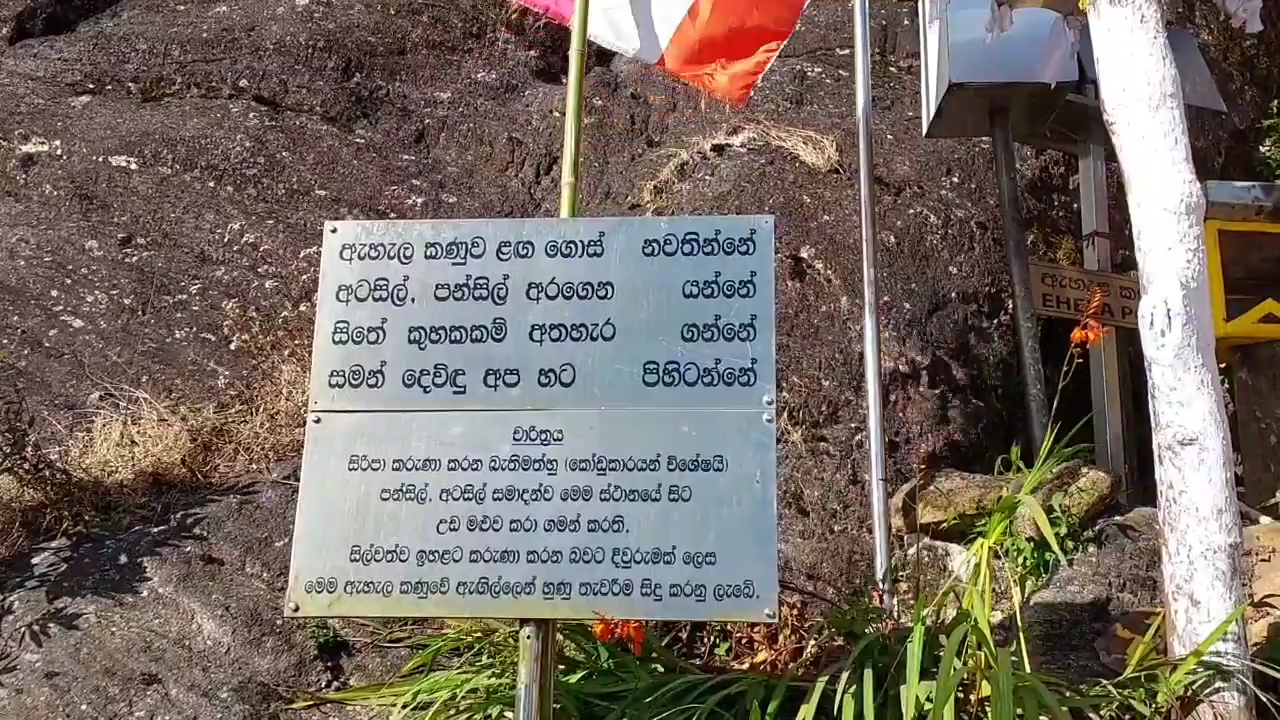 ඇහැල කණුව ළඟ ගොස් නවතින්නේ
අටසිල්, පන්සිල් අරගෙන යන්නේ
සිතේ කුහකකම් අතහැර ගන්නේ
සමන් දෙවිඳු අප හට පිහිටන්නේ
චාරිත්‍රය
සිරිපා කරුණා කරන බැතිමත්හු (කෝඩුකාරයන් විශේෂයි)
පන්සිල්, අටසිල් සමාදන්ව මෙම ස්ථානයේ සිට
උඩ මළුව කරා ගමන් කරති.
සිල්වත්ව ඉහළට කරුණා කරන බවට දිවුරුමක් ලෙස
මෙම ඇහැල කණුවේ ඇඟිල්ලෙන් හුණු තැවරීම සිදු කරනු ලැබේ.
ඇහැල